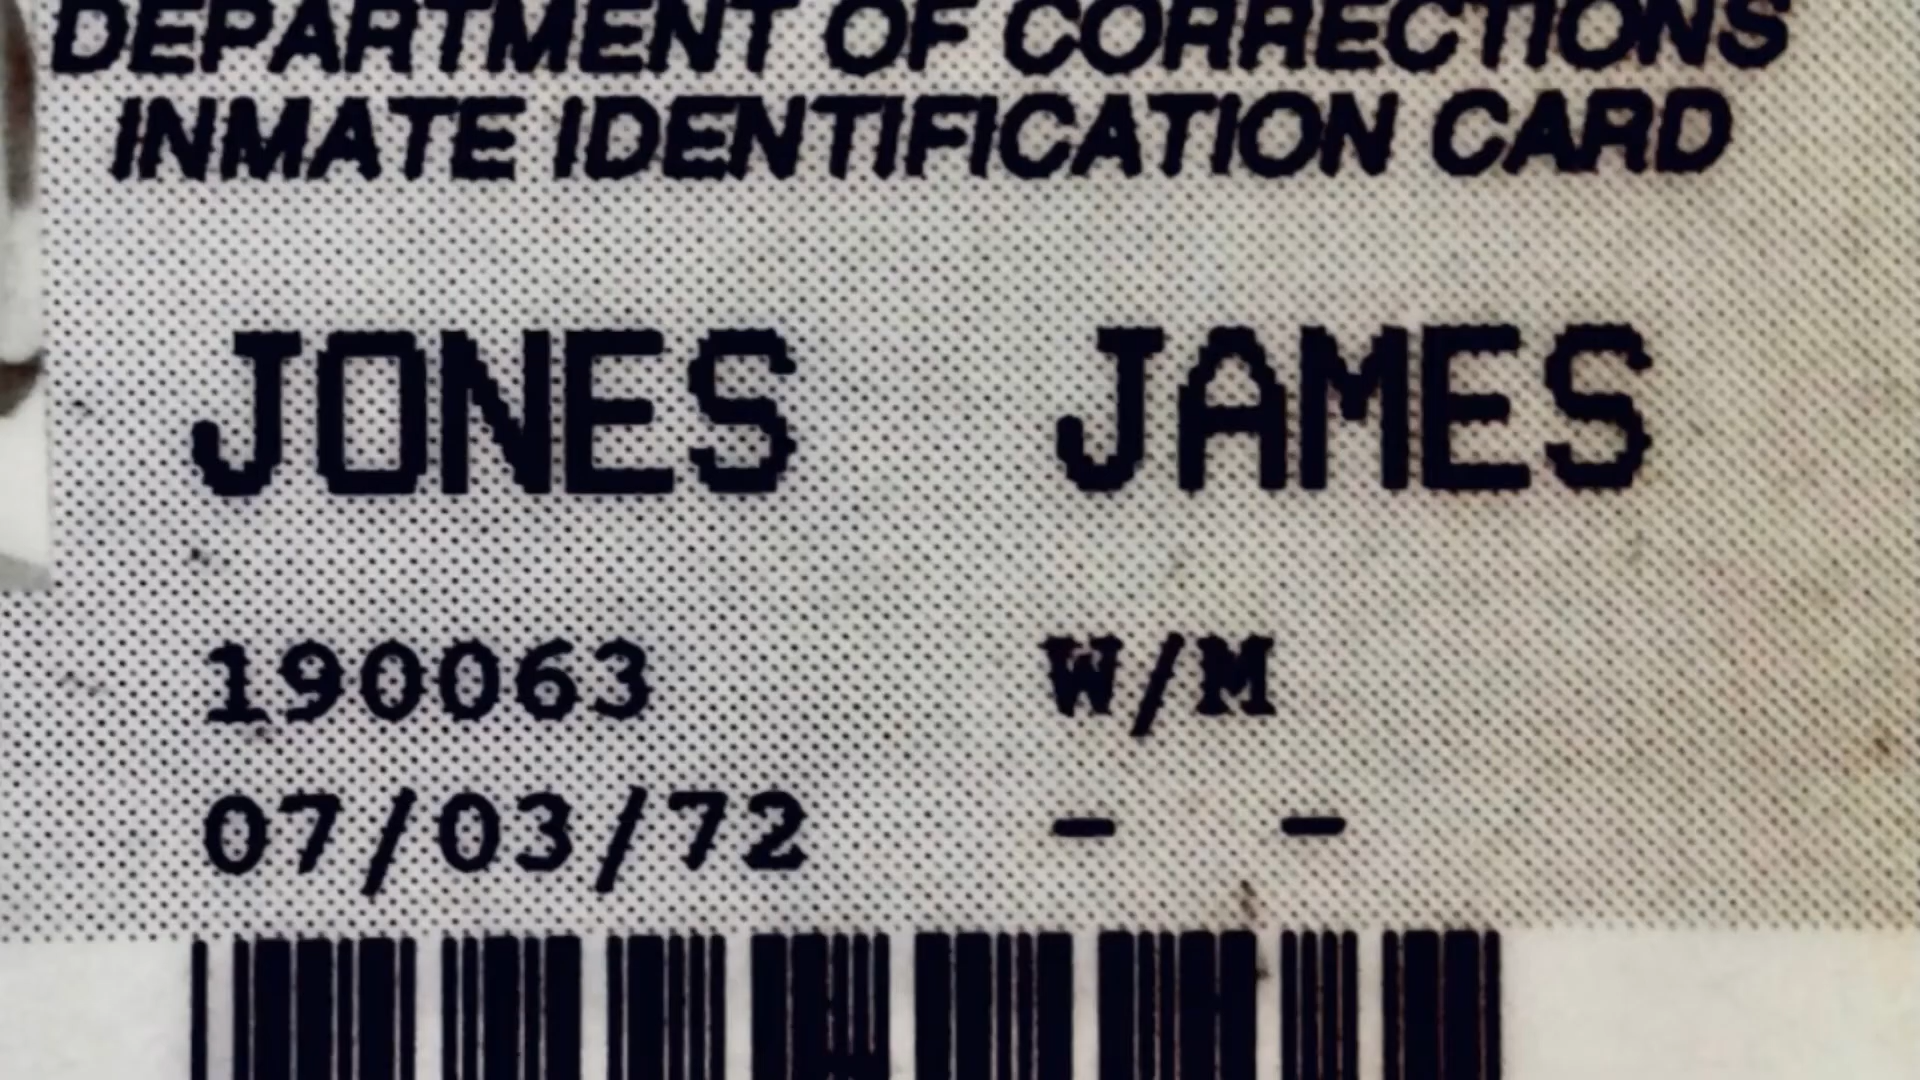 DEPARTMENT OF CORRECTIONS
INMATE IDENTIFICATION CARD
JONES JAMES
190063 W/M
07/03/72 - -